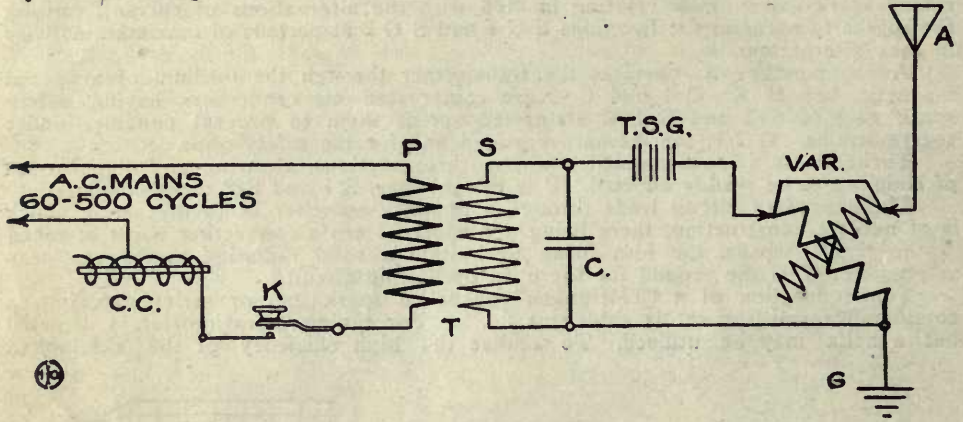 A
T.S.G.
P S
VAR.
A.C. MAINS
60-500 CYCLES
C.
K
C.C.
T
G
19